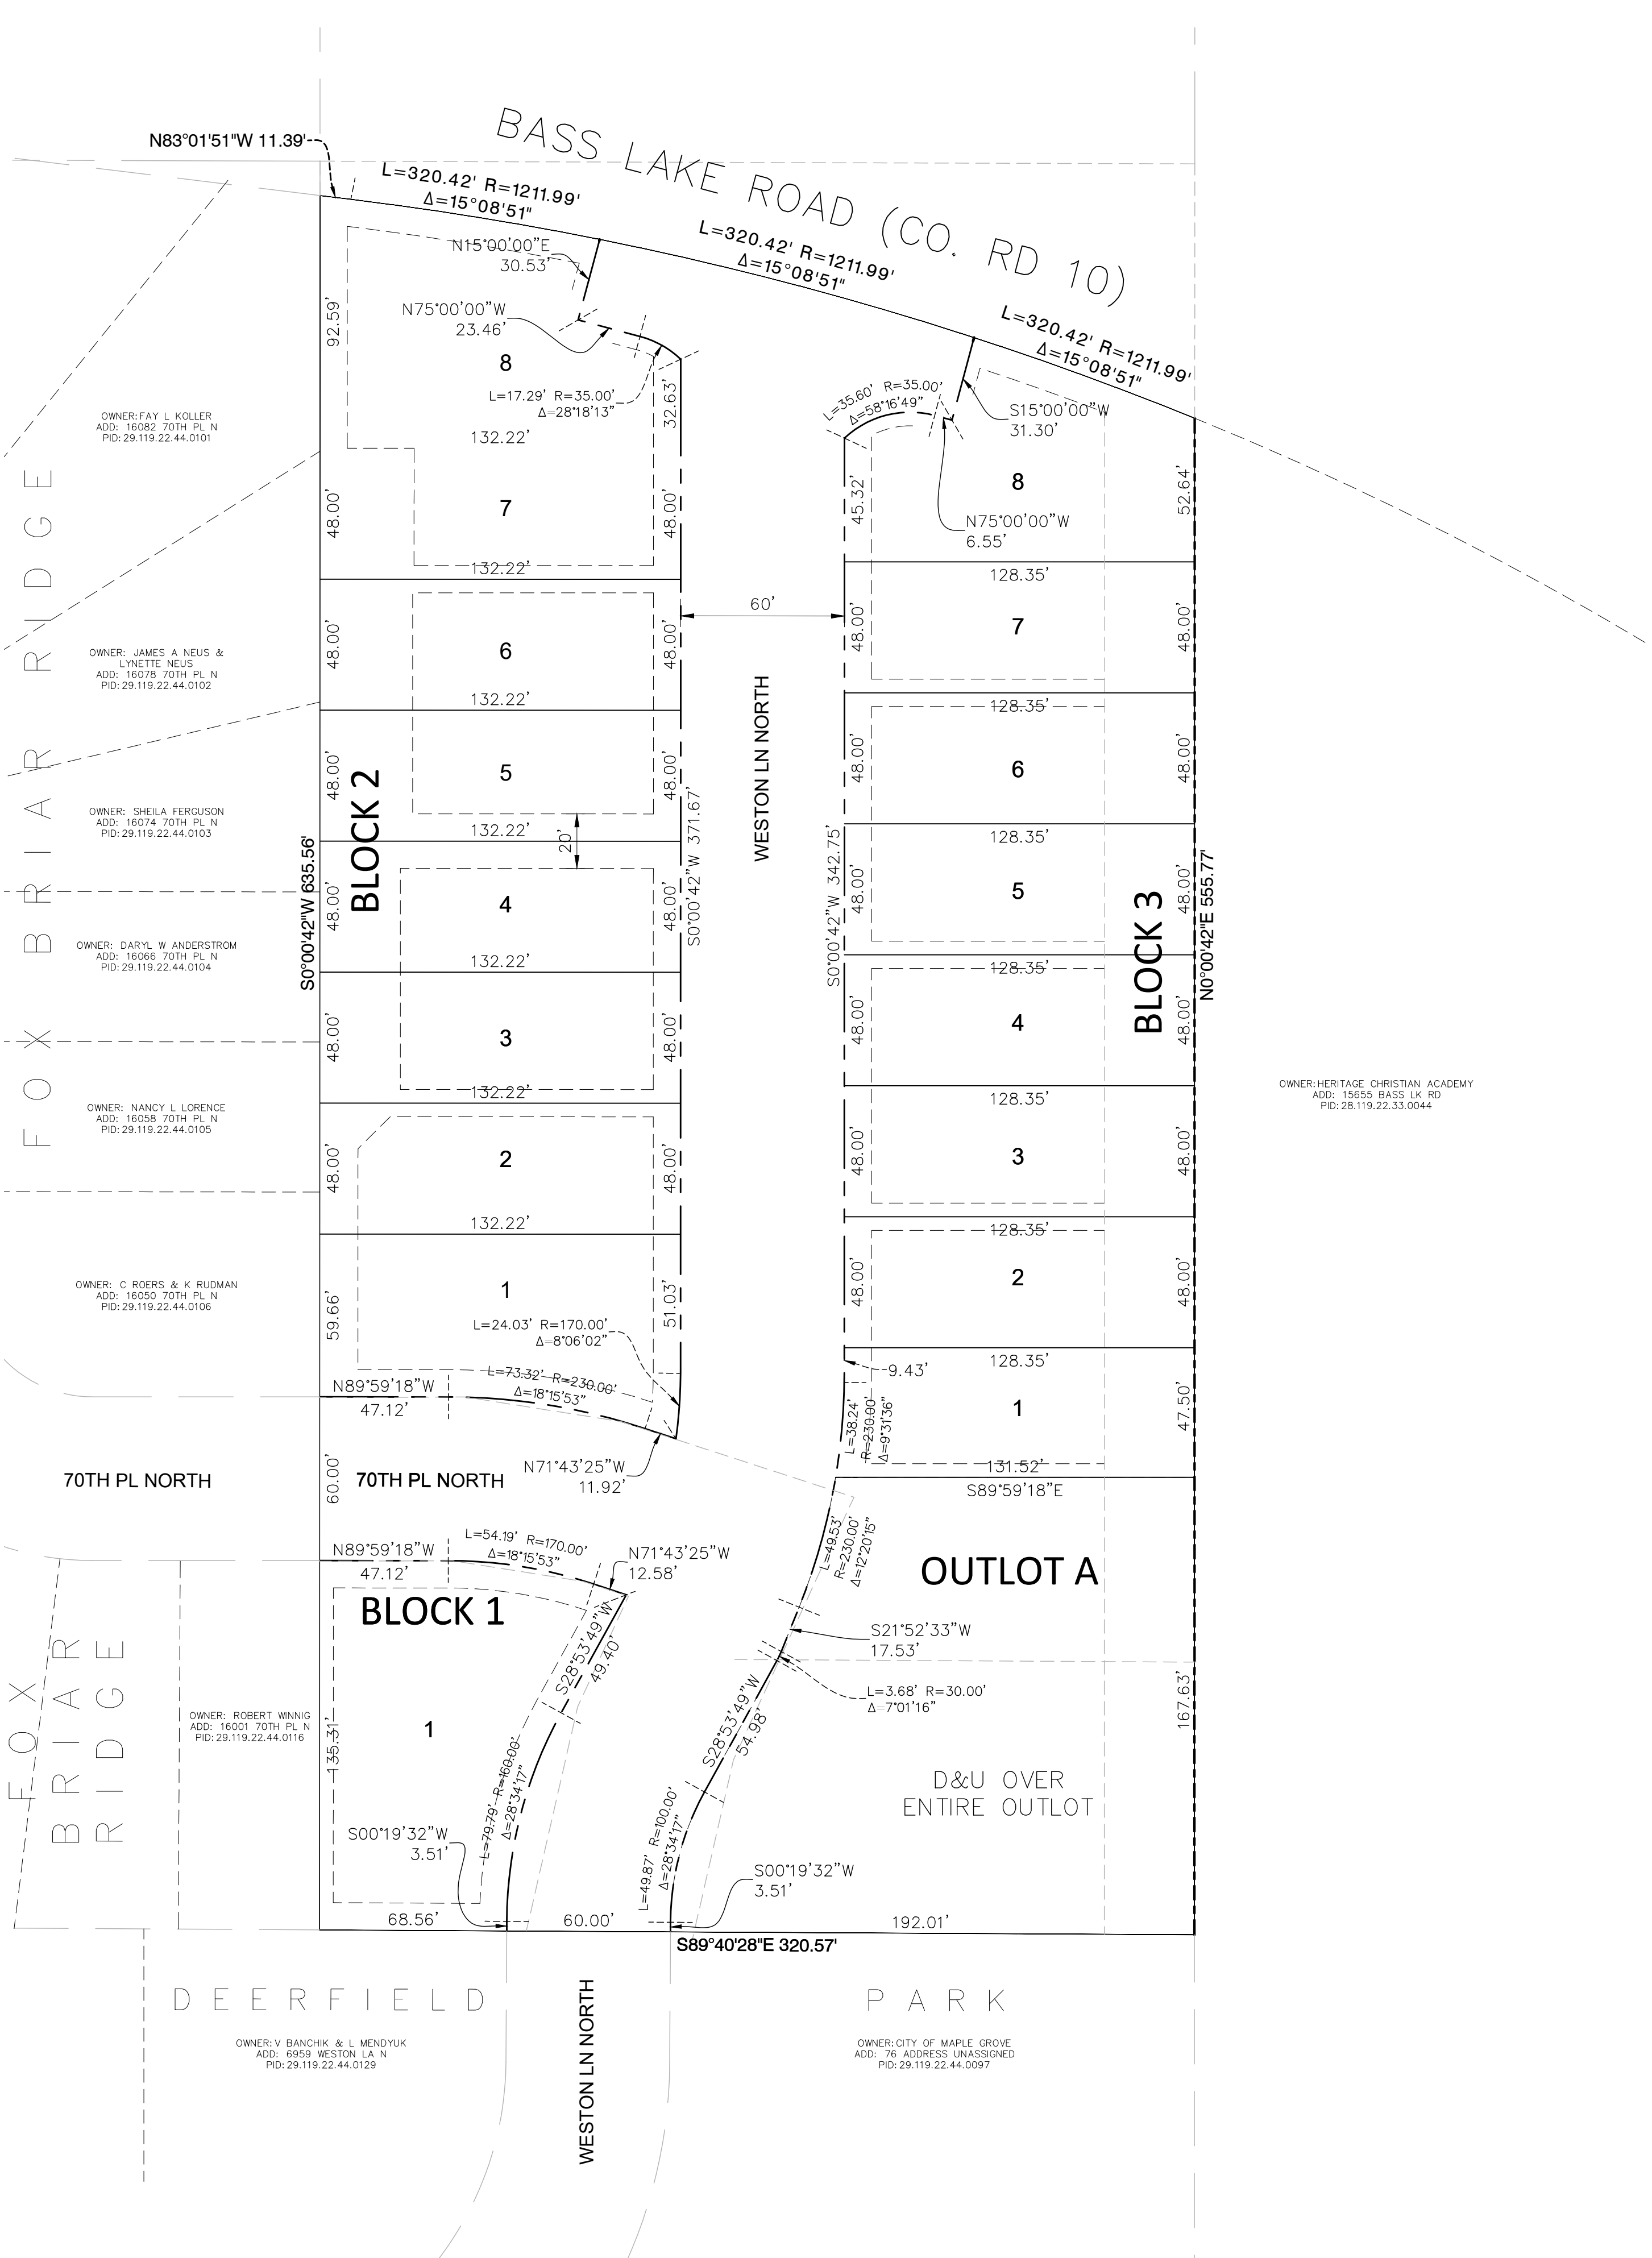 BASS LAKE ROAD (CO. RD 10)
N83°01'51"W 11.39'
L=320.42' R=1211.99'
Δ=15°08'51"
L=320.42' R=1211.99'
Δ=15°08'51"
L=320.42' R=1211.99'
Δ=15°08'51"
N15°00'00"E
30.53'
N75°00'00"W
23.46'
L=17.29' R=35.00'
Δ=28°18'13"
L=35.60' R=35.00'
Δ=58°16'49"
S15°00'00"W
31.30'
N75°00'00"W
6.55'
FOX BRIAR RIDGE
OWNER: FAY L KOLLER
ADD: 16082 70TH PL N
PID: 29.119.22.44.0101
OWNER: JAMES A NEUS &
LYNETTE NEUS
ADD: 16078 70TH PL N
PID: 29.119.22.44.0102
OWNER: SHEILA FERGUSON
ADD: 16074 70TH PL N
PID: 29.119.22.44.0103
OWNER: DARYL W ANDERSTROM
ADD: 16066 70TH PL N
PID: 29.119.22.44.0104
OWNER: NANCY L LORENCE
ADD: 16058 70TH PL N
PID: 29.119.22.44.0105
OWNER: C ROERS & K RUDMAN
ADD: 16050 70TH PL N
PID: 29.119.22.44.0106
S0°00'42"W 635.56'
BLOCK 2
92.59'
8
32.63'
132.22'
48.00'
7
48.00'
132.22'
48.00'
6
48.00'
132.22'
48.00'
5
48.00'
132.22'
20'
48.00'
4
48.00'
132.22'
48.00'
3
48.00'
132.22'
48.00'
2
48.00'
132.22'
59.66'
1
51.03'
S0°00'42"W 371.67'
L=24.03' R=170.00'
Δ=8°06'02"
L=73.32' R=230.00'
Δ=18°15'53"
N89°59'18"W
47.12'
N71°43'25"W
11.92'
60'
WESTON LN NORTH
S0°00'42"W 342.75'
BLOCK 3
N0°00'42"E 555.77'
45.32'
8
52.64'
128.35'
48.00'
7
48.00'
128.35'
48.00'
6
48.00'
128.35'
48.00'
5
48.00'
128.35'
48.00'
4
48.00'
128.35'
48.00'
3
48.00'
128.35'
48.00'
2
48.00'
128.35'
9.43'
1
47.50'
L=38.24'
R=230.00'
Δ=9°31'36"
131.52'
S89°59'18"E
OWNER: HERITAGE CHRISTIAN ACADEMY
ADD: 15655 BASS LK RD
PID: 28.119.22.33.0044
70TH PL NORTH
60.00'
70TH PL NORTH
N89°59'18"W
47.12'
L=54.19' R=170.00'
Δ=18°15'53"
N71°43'25"W
12.58'
BLOCK 1
S28°53'49"W
49.40'
L=49.53'
R=230.00'
Δ=12°20'15"
OUTLOT A
S21°52'33"W
17.53'
L=3.68' R=30.00'
Δ=7°01'16"
S28°53'49"W
54.98'
167.63'
FOX
BRIAR
RIDGE
OWNER: ROBERT WINNIG
ADD: 16001 70TH PL N
PID: 29.119.22.44.0116
135.31'
1
L=79.79' R=160.00'
Δ=28°34'17"
L=49.87' R=100.00'
Δ=28°34'17"
D&U OVER
ENTIRE OUTLOT
S00°19'32"W
3.51'
S00°19'32"W
3.51'
68.56'
60.00'
192.01'
S89°40'28"E 320.57'
DEERFIELD
PARK
WESTON LN NORTH
OWNER: V BANCHIK & L MENDYUK
ADD: 6959 WESTON LA N
PID: 29.119.22.44.0129
OWNER: CITY OF MAPLE GROVE
ADD: 76 ADDRESS UNASSIGNED
PID: 29.119.22.44.0097